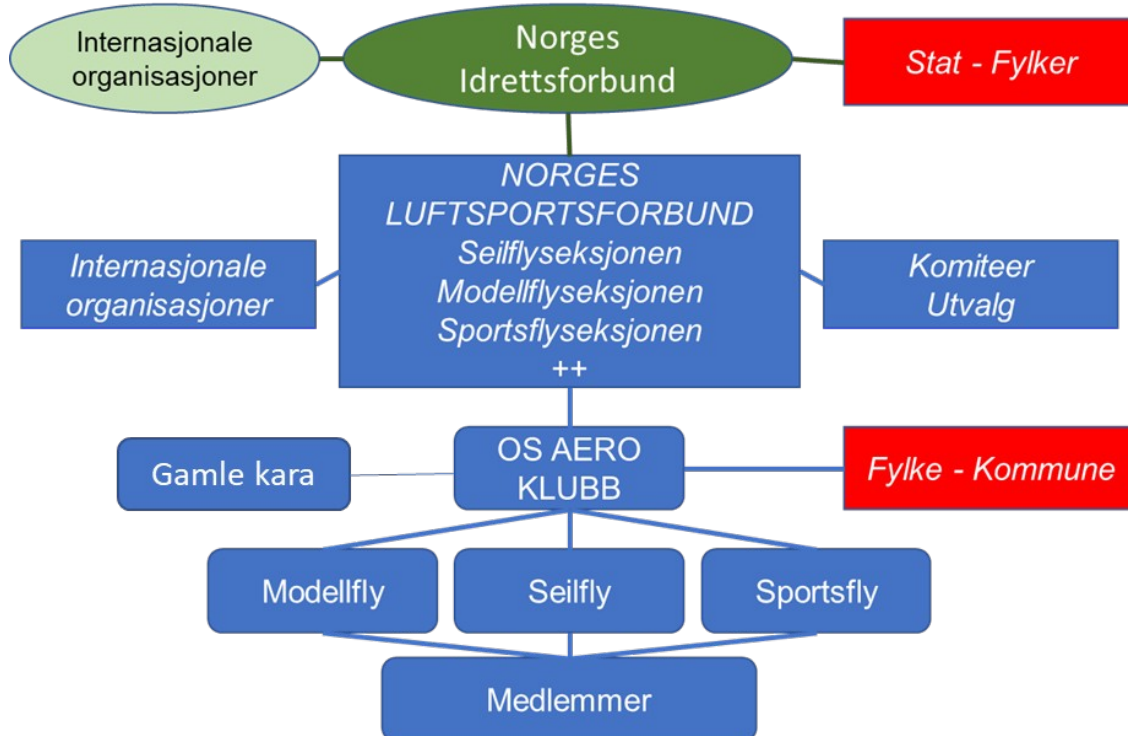 Internasjonale
organisasjoner
Norges
Idrettsforbund
Stat - Fylker
NORGES
LUFTSPORTSFORBUND
Seilflyseksjonen
Modellflyseksjonen
Sportsflyseksjonen
++
Internasjonale
organisasjoner
Komiteer
Utvalg
Gamle kara
OS AERO
KLUBB
Fylke - Kommune
Modellfly
Seilfly
Sportsfly
Medlemmer